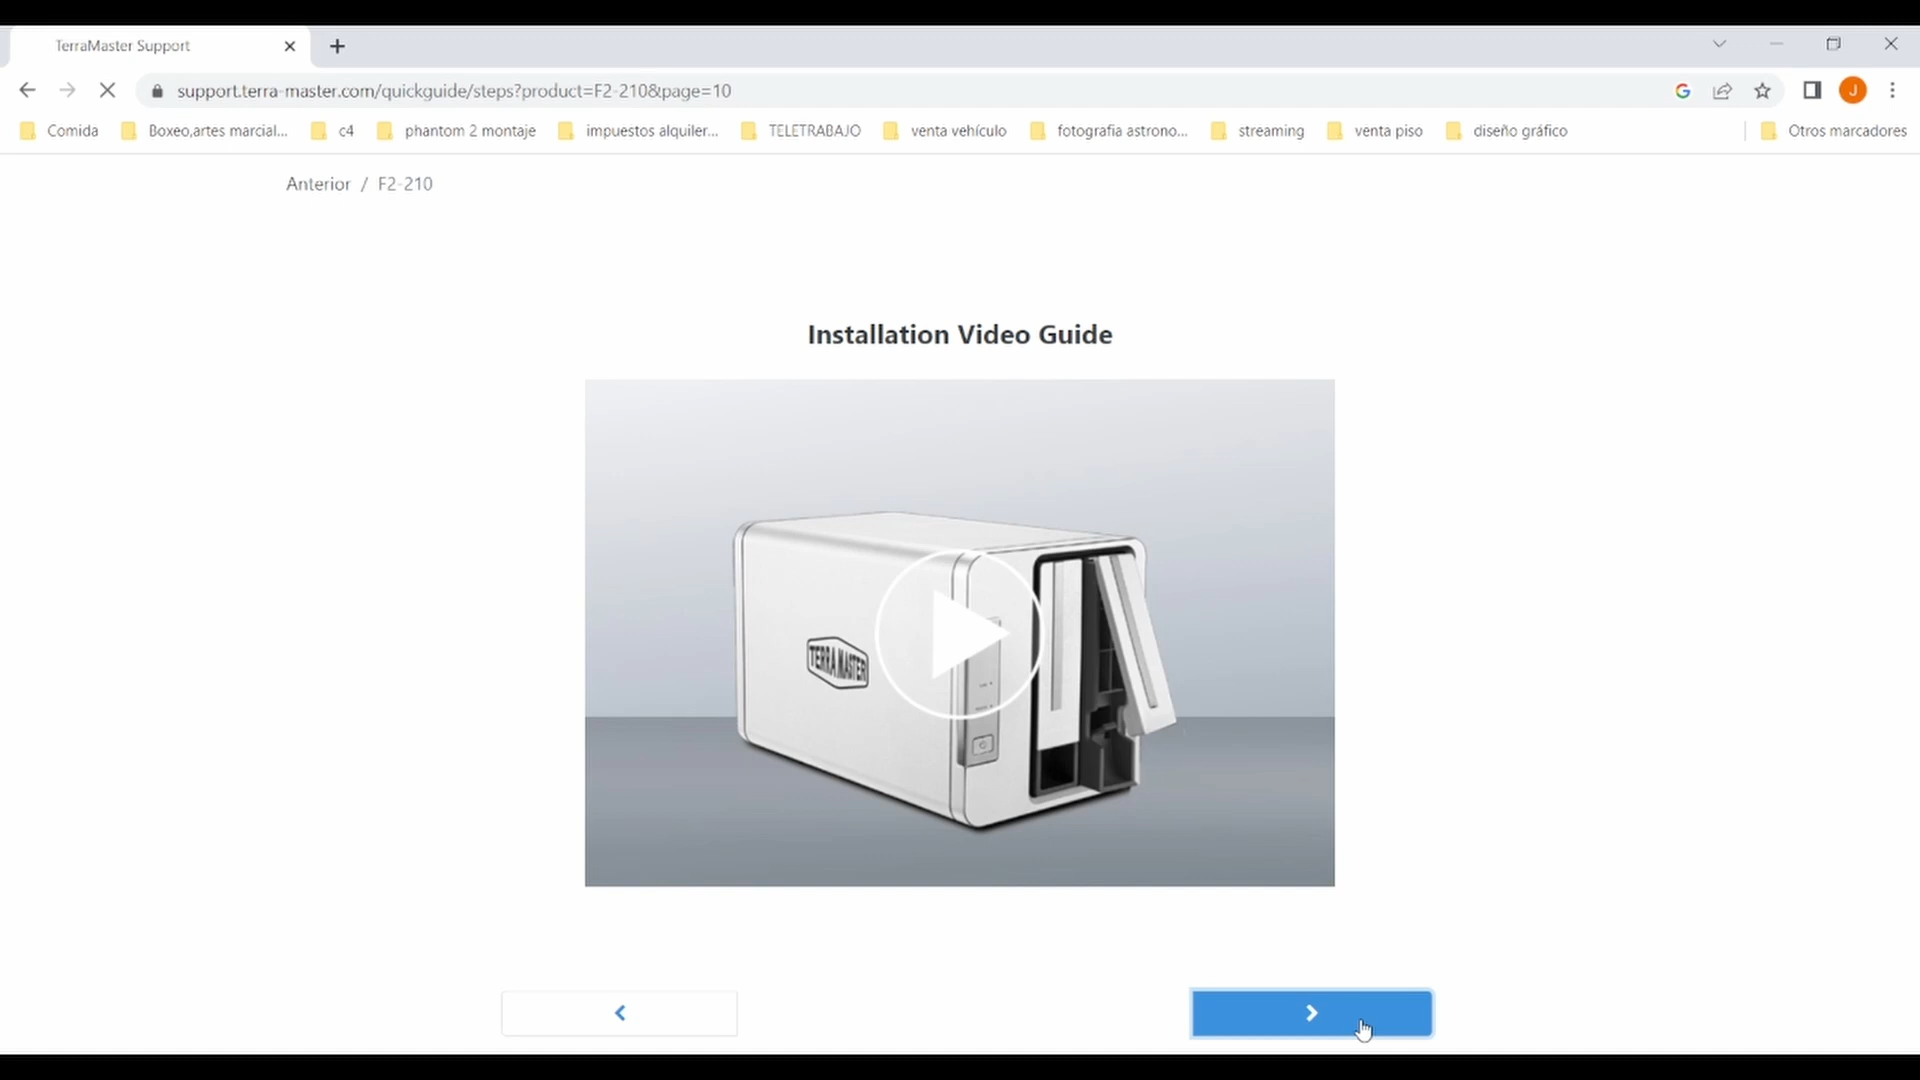 TerraMaster Support
support.terra-master.com/quickguide/steps?product=F2-210&page=10
J
Comida
Boxeo,artes marcial...
c4
phantom 2 montaje
impuestos alquiler...
TELETRABAJO
venta vehículo
fotografia astrono...
streaming
venta piso
diseño gráfico
Otros marcadores
Anterior / F2-210
Installation Video Guide
TERRA MASTER